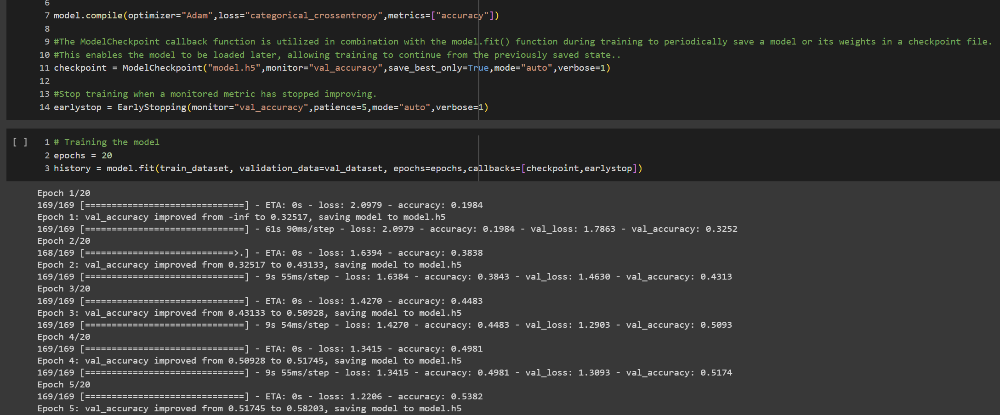 6
7 model.compile(optimizer="Adam",loss="categorical_crossentropy",metrics=["accuracy"])
8
9 #The ModelCheckpoint callback function is utilized in combination with the model.fit() function during training to periodically save a model or its weights in a checkpoint file.
10 #This enables the model to be loaded later, allowing training to continue from the previously saved state..
11 checkpoint = ModelCheckpoint("model.h5",monitor="val_accuracy",save_best_only=True,mode="auto",verbose=1)
12
13 #Stop training when a monitored metric has stopped improving.
14 earlystop = EarlyStopping(monitor="val_accuracy",patience=5,mode="auto",verbose=1)
[ ] 1 # Training the model
2 epochs = 20
3 history = model.fit(train_dataset, validation_data=val_dataset, epochs=epochs,callbacks=[checkpoint,earlystop])
Epoch 1/20
169/169 [==============================] - ETA: 0s - loss: 2.0979 - accuracy: 0.1984
Epoch 1: val_accuracy improved from -inf to 0.32517, saving model to model.h5
169/169 [==============================] - 61s 90ms/step - loss: 2.0979 - accuracy: 0.1984 - val_loss: 1.7863 - val_accuracy: 0.3252
Epoch 2/20
168/169 [============================>.] - ETA: 0s - loss: 1.6394 - accuracy: 0.3838
Epoch 2: val_accuracy improved from 0.32517 to 0.43133, saving model to model.h5
169/169 [==============================] - 9s 55ms/step - loss: 1.6384 - accuracy: 0.3843 - val_loss: 1.4630 - val_accuracy: 0.4313
Epoch 3/20
169/169 [==============================] - ETA: 0s - loss: 1.4270 - accuracy: 0.4483
Epoch 3: val_accuracy improved from 0.43133 to 0.50928, saving model to model.h5
169/169 [==============================] - 9s 54ms/step - loss: 1.4270 - accuracy: 0.4483 - val_loss: 1.2903 - val_accuracy: 0.5093
Epoch 4/20
169/169 [==============================] - ETA: 0s - loss: 1.3415 - accuracy: 0.4981
Epoch 4: val_accuracy improved from 0.50928 to 0.51745, saving model to model.h5
169/169 [==============================] - 9s 55ms/step - loss: 1.3415 - accuracy: 0.4981 - val_loss: 1.3093 - val_accuracy: 0.5174
Epoch 5/20
169/169 [==============================] - ETA: 0s - loss: 1.2206 - accuracy: 0.5382
Epoch 5: val_accuracy improved from 0.51745 to 0.58203, saving model to model.h5